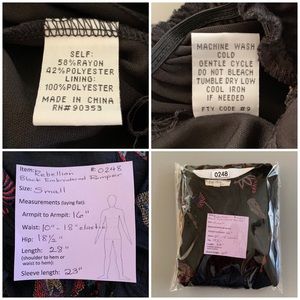 SELF:
58%RAYON
42%POLYESTER
LINING:
100%POLYESTER
MADE IN CHINA
RN#90353
MACHINE WASH
COLD
GENTLE CYCLE
DO NOT BLEACH
TUMBLE DRY LOW
COOL IRON
IF NEEDED
FTY CODE #9
Item: Rebellian # 0248
Black Embroidered Romper
Size: Small
Measurements (laying flat):
Armpit to Armpit: 16"
Waist: 10" - 18" elastic
Hip: 18½"
Length: 28"
(shoulder to hem or
waist to hem)
Sleeve length: 23"
0248